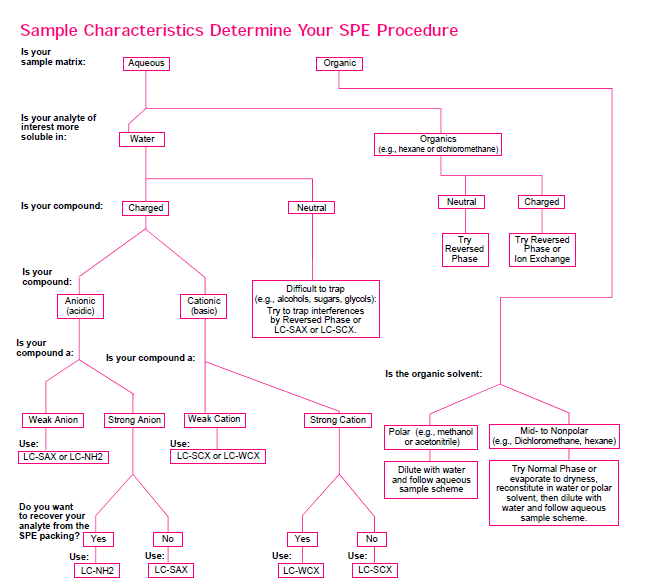 Sample Characteristics Determine Your SPE Procedure
Is your
sample matrix:
Aqueous
Organic
Is your analyte of
interest more
soluble in:
Water
Organics
(e.g., hexane or dichloromethane)
Is your compound:
Charged
Neutral
Neutral
Charged
Try
Reversed
Phase
Try Reversed
Phase or
Ion Exchange
Is your
compound:
Anionic
(acidic)
Cationic
(basic)
Difficult to trap
(e.g., alcohols, sugars, glycols):
Try to trap interferences
by Reversed Phase or
LC-SAX or LC-SCX.
Is your
compound a:
Is your compound a:
Is the organic solvent:
Weak Anion
Strong Anion
Weak Cation
Strong Cation
Polar (e.g., methanol
or acetonitrile)
Mid- to Nonpolar
(e.g., Dichloromethane, hexane)
Use:
LC-SAX or LC-NH2
Use:
LC-SCX or LC-WCX
Dilute with water
and follow aqueous
sample scheme
Try Normal Phase or
evaporate to dryness,
reconstitute in water or polar
solvent, then dilute with
water and follow aqueous
sample scheme.
Do you want
to recover your
analyte from the
SPE packing?
Yes
No
Yes
No
Use:
LC-NH2
Use:
LC-SAX
Use:
LC-WCX
Use:
LC-SCX